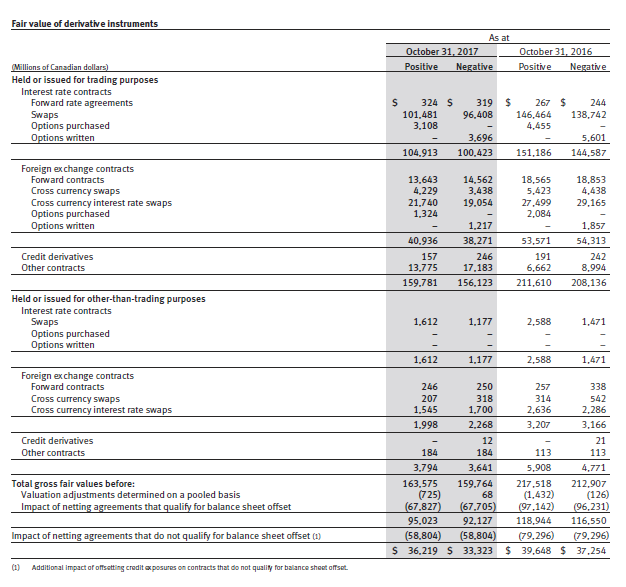 Fair value of derivative instruments
As at
October 31, 2017 October 31, 2016
(Millions of Canadian dollars) Positive Negative Positive Negative
Held or issued for trading purposes
Interest rate contracts
Forward rate agreements $ 324 $ 319 $ 267 $ 244
Swaps 101,481 96,408 146,464 138,742
Options purchased 3,108 – 4,455 –
Options written – 3,696 – 5,601
104,913 100,423 151,186 144,587
Foreign exchange contracts
Forward contracts 13,643 14,562 18,565 18,853
Cross currency swaps 4,229 3,438 5,423 4,438
Cross currency interest rate swaps 21,740 19,054 27,499 29,165
Options purchased 1,324 – 2,084 –
Options written – 1,217 – 1,857
40,936 38,271 53,571 54,313
Credit derivatives 157 246 191 242
Other contracts 13,775 17,183 6,662 8,994
159,781 156,123 211,610 208,136
Held or issued for other-than-trading purposes
Interest rate contracts
Swaps 1,612 1,177 2,588 1,471
Options purchased – – – –
Options written – – – –
1,612 1,177 2,588 1,471
Foreign exchange contracts
Forward contracts 246 250 257 338
Cross currency swaps 207 318 314 542
Cross currency interest rate swaps 1,545 1,700 2,636 2,286
1,998 2,268 3,207 3,166
Credit derivatives – 12 – 21
Other contracts 184 184 113 113
3,794 3,641 5,908 4,771
Total gross fair values before: 163,575 159,764 217,518 212,907
Valuation adjustments determined on a pooled basis (725) 68 (1,432) (126)
Impact of netting agreements that qualify for balance sheet offset (67,827) (67,705) (97,142) (96,231)
95,023 92,127 118,944 116,550
Impact of netting agreements that do not qualify for balance sheet offset (1) (58,804) (58,804) (79,296) (79,296)
$ 36,219 $ 33,323 $ 39,648 $ 37,254
(1) Additional impact of offsetting credit exposures on contracts that do not qualify for balance sheet offset.